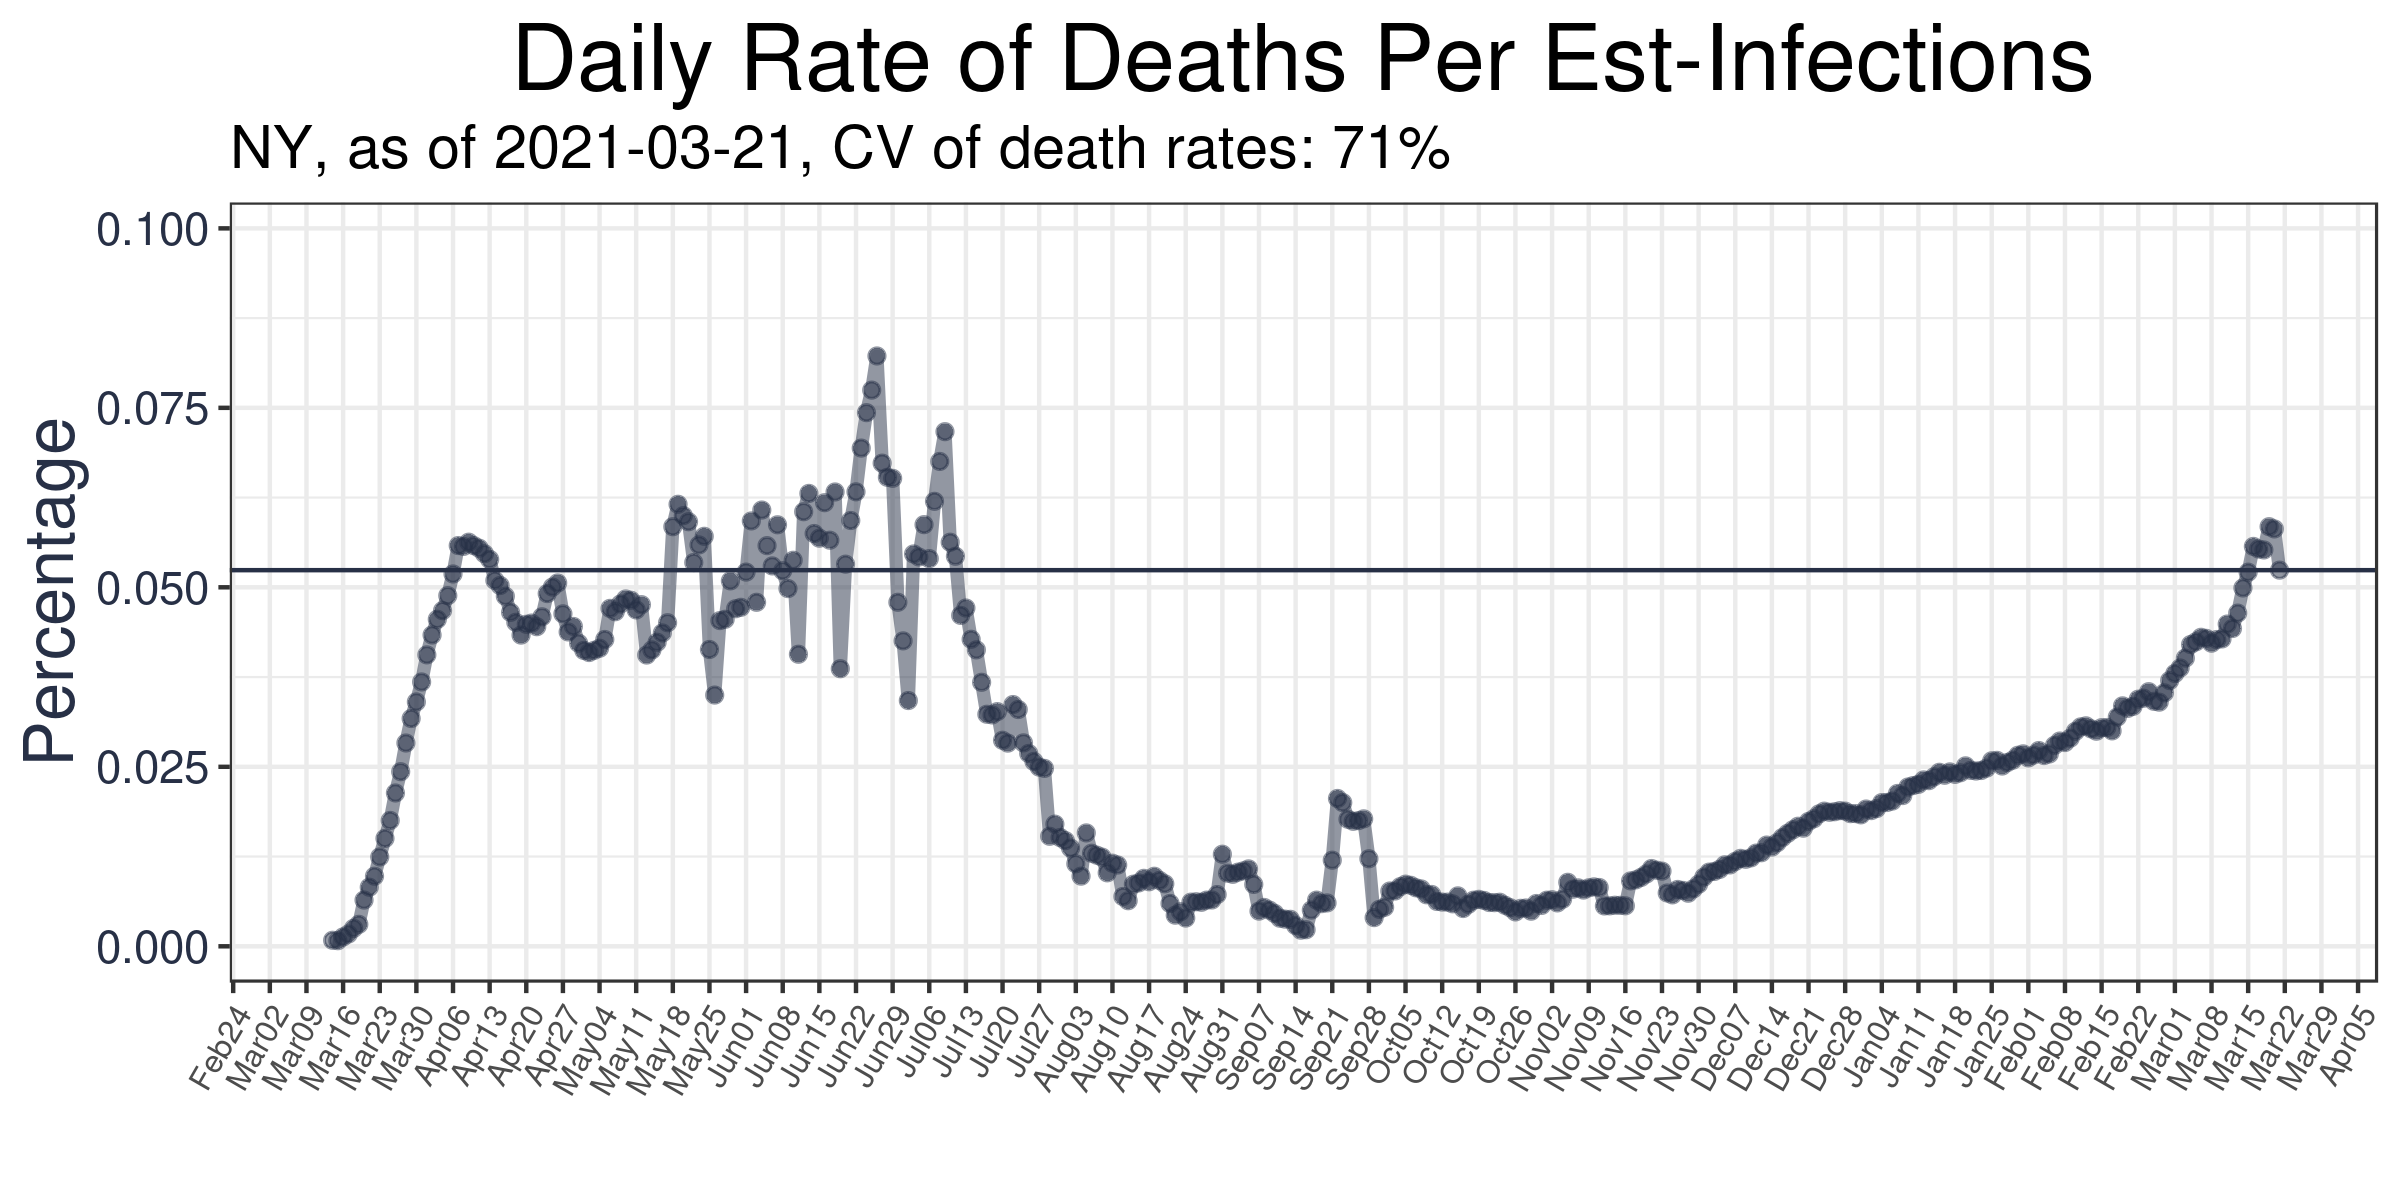 Daily Rate of Deaths Per Est-Infections
NY, as of 2021-03-21, CV of death rates: 71%
Percentage
0.100
0.075
0.050
0.025
0.000
Feb24 Mar02 Mar09 Mar16 Mar23 Mar30 Apr06 Apr13 Apr20 Apr27 May04 May11 May18 May25 Jun01 Jun08 Jun15 Jun22 Jun29 Jul06 Jul13 Jul20 Jul27 Aug03 Aug10 Aug17 Aug24 Aug31 Sep07 Sep14 Sep21 Sep28 Oct05 Oct12 Oct19 Oct26 Nov02 Nov09 Nov16 Nov23 Nov30 Dec07 Dec14 Dec21 Dec28 Jan04 Jan11 Jan18 Jan25 Feb01 Feb08 Feb15 Feb22 Mar01 Mar08 Mar15 Mar22 Mar29 Apr05